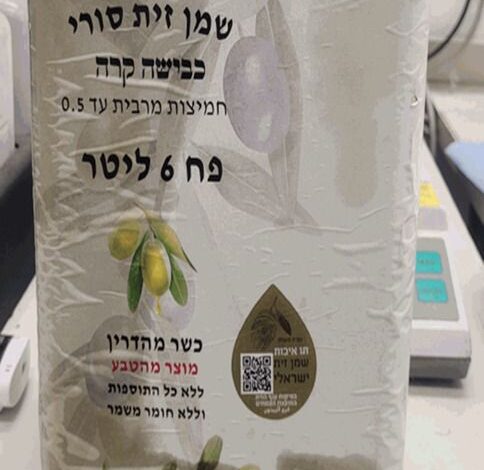 שמן זית סורי
כבישה קרה
חמיצות מרבית עד 0.5
פח 6 ליטר
כשר מהדרין
מוצר מהטבע
ללא כל התוספות
וללא חומר משמר
תו איכות
שמן זית
ישראלי